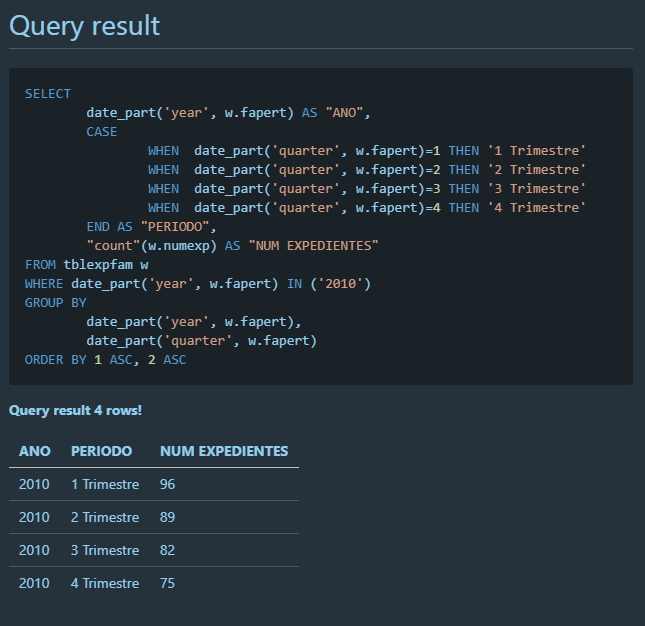 Query result
SELECT
date_part('year', w.fapert) AS "ANO",
CASE
WHEN date_part('quarter', w.fapert)=1 THEN '1 Trimestre'
WHEN date_part('quarter', w.fapert)=2 THEN '2 Trimestre'
WHEN date_part('quarter', w.fapert)=3 THEN '3 Trimestre'
WHEN date_part('quarter', w.fapert)=4 THEN '4 Trimestre'
END AS "PERIODO",
"count"(w.numexp) AS "NUM EXPEDIENTES"
FROM tblexpfam w
WHERE date_part('year', w.fapert) IN ('2010')
GROUP BY
date_part('year', w.fapert),
date_part('quarter', w.fapert)
ORDER BY 1 ASC, 2 ASC
Query result 4 rows!
ANO PERIODO NUM EXPEDIENTES
2010 1 Trimestre 96
2010 2 Trimestre 89
2010 3 Trimestre 82
2010 4 Trimestre 75